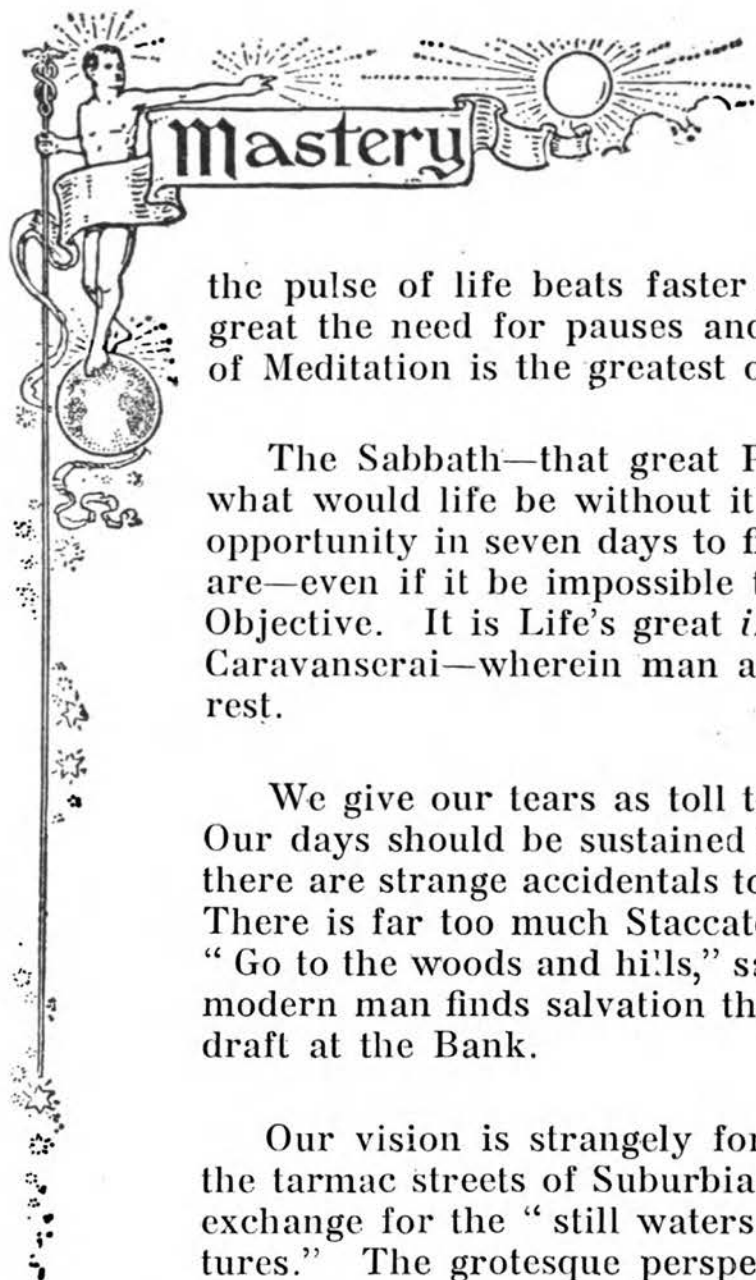 Mastery
the pulse of life beats faster
great the need for pauses and
of Meditation is the greatest
The Sabbath—that great
what would life be without it
opportunity in seven days to
are—even if it be impossible
Objective. It is Life's great
Caravanserai—wherein man
rest.
We give our tears as toll
Our days should be sustained
there are strange accidentals
There is far too much
“ Go to the woods and hills,”
modern man finds salvation
draft at the Bank.
Our vision is strangely
the tarmac streets of Suburbia
exchange for the “ still waters
tures.” The grotesque